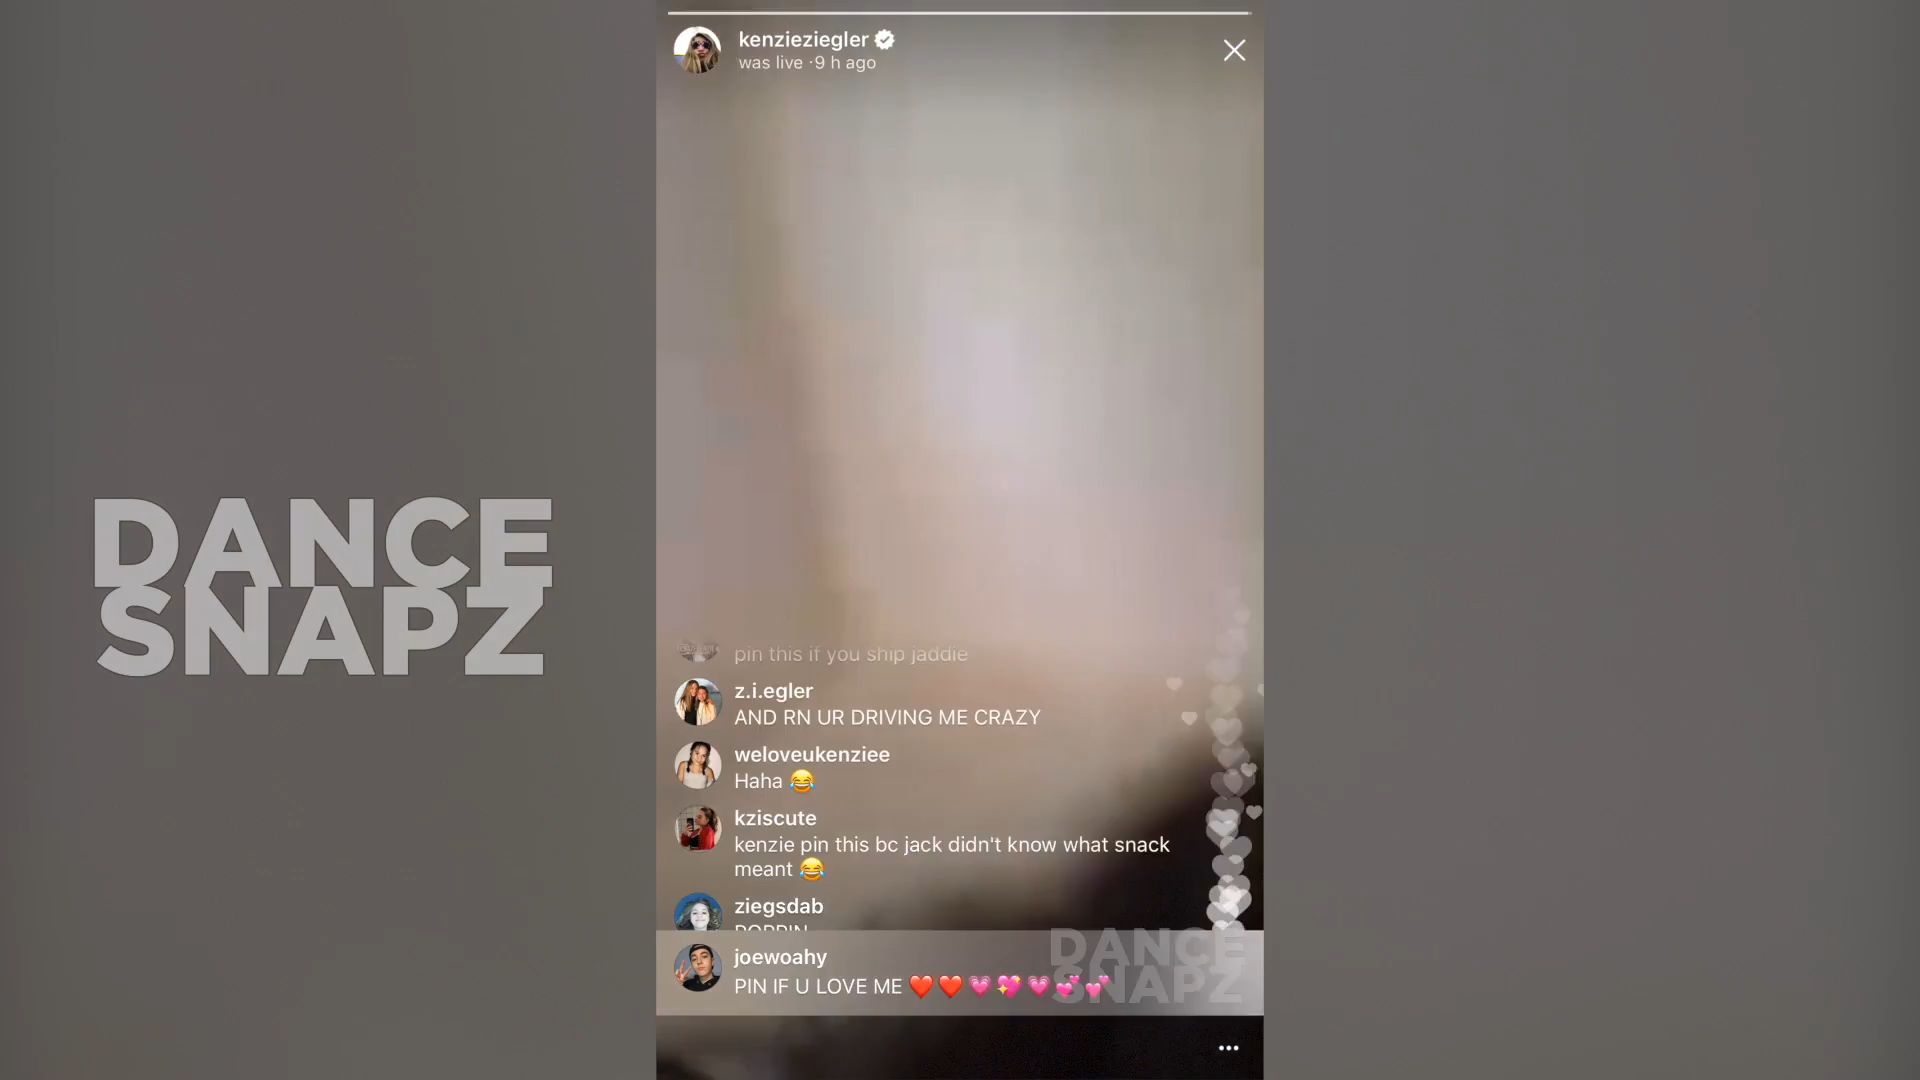 kenzieziegler
was live ·9 h ago
DANCE
SNAPZ
pin this if you ship jaddie
z.i.egler
AND RN UR DRIVING ME CRAZY
weloveukenziee
Haha 😂
kziscute
kenzie pin this bc jack didn't know what snack
meant 😂
ziegsdab
POPPIN
joewoahy
PIN IF U LOVE ME ❤️ ❤️ 💗 💖 💗 💕 💕
DANCE
SNAPZ